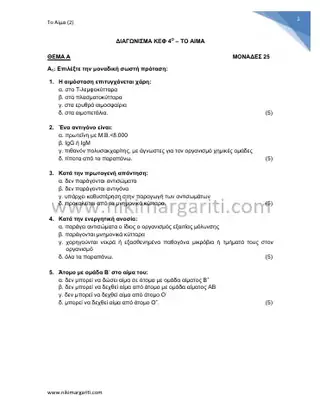 Το Αίμα (2)
1
ΔΙΑΓΩΝΙΣΜΑ ΚΕΦ 4Ο – ΤΟ ΑΙΜΑ
ΘΕΜΑ Α ΜΟΝΑΔΕΣ 25
Α₁: Επιλέξτε την μοναδική σωστή πρόταση:
1. Η αιμόσταση επιτυγχάνεται χάρη:
α. στα Τ-λεμφοκύτταρα
β. στα πλασματοκύτταρα
γ. στα ερυθρά αιμοσφαίρια
δ. στα αιμοπετάλια. (5)
2. Ένα αντιγόνο είναι:
α. πρωτεΐνη με Μ.Β.<8.000
β. IgG ή IgM
γ. πιθανόν πολυσακχαρίτης, με άγνωστες για τον οργανισμό χημικές ομάδες
δ. τίποτα από τα παραπάνω. (5)
3. Κατά την πρωτογενή απάντηση:
α. δεν παράγονται αντισώματα
β. δεν παράγονται αντιγόνα
γ. υπάρχει καθυστέρηση στην παραγωγή των αντισωμάτων
δ. προκαλείται από τα μνημονικά κύτταρα. (5)
www.nikimargariti.com
4. Κατά την ενεργητική ανοσία:
α. παράγει αντισώματα ο ίδιος ο οργανισμός εξαιτίας μόλυνσης
β. παράγονται μνημονικά κύτταρα
γ. χορηγούνται νεκρά ή εξασθενημένα παθογόνα μικρόβια ή τμήματά τους στον
οργανισμό
δ. όλα τα παραπάνω. (5)
5. Άτομο με ομάδα Β⁻ στο αίμα του:
α. δεν μπορεί να δώσει αίμα σε άτομο με ομάδα αίματος Β⁺
β. δεν μπορεί να δεχθεί αίμα από άτομο με ομάδα αίματος ΑΒ
γ. δεν μπορεί να δεχθεί αίμα από άτομο Ο⁻
δ. μπορεί να δεχθεί αίμα από άτομο Ο⁺. (5)
www.nikimargariti.com